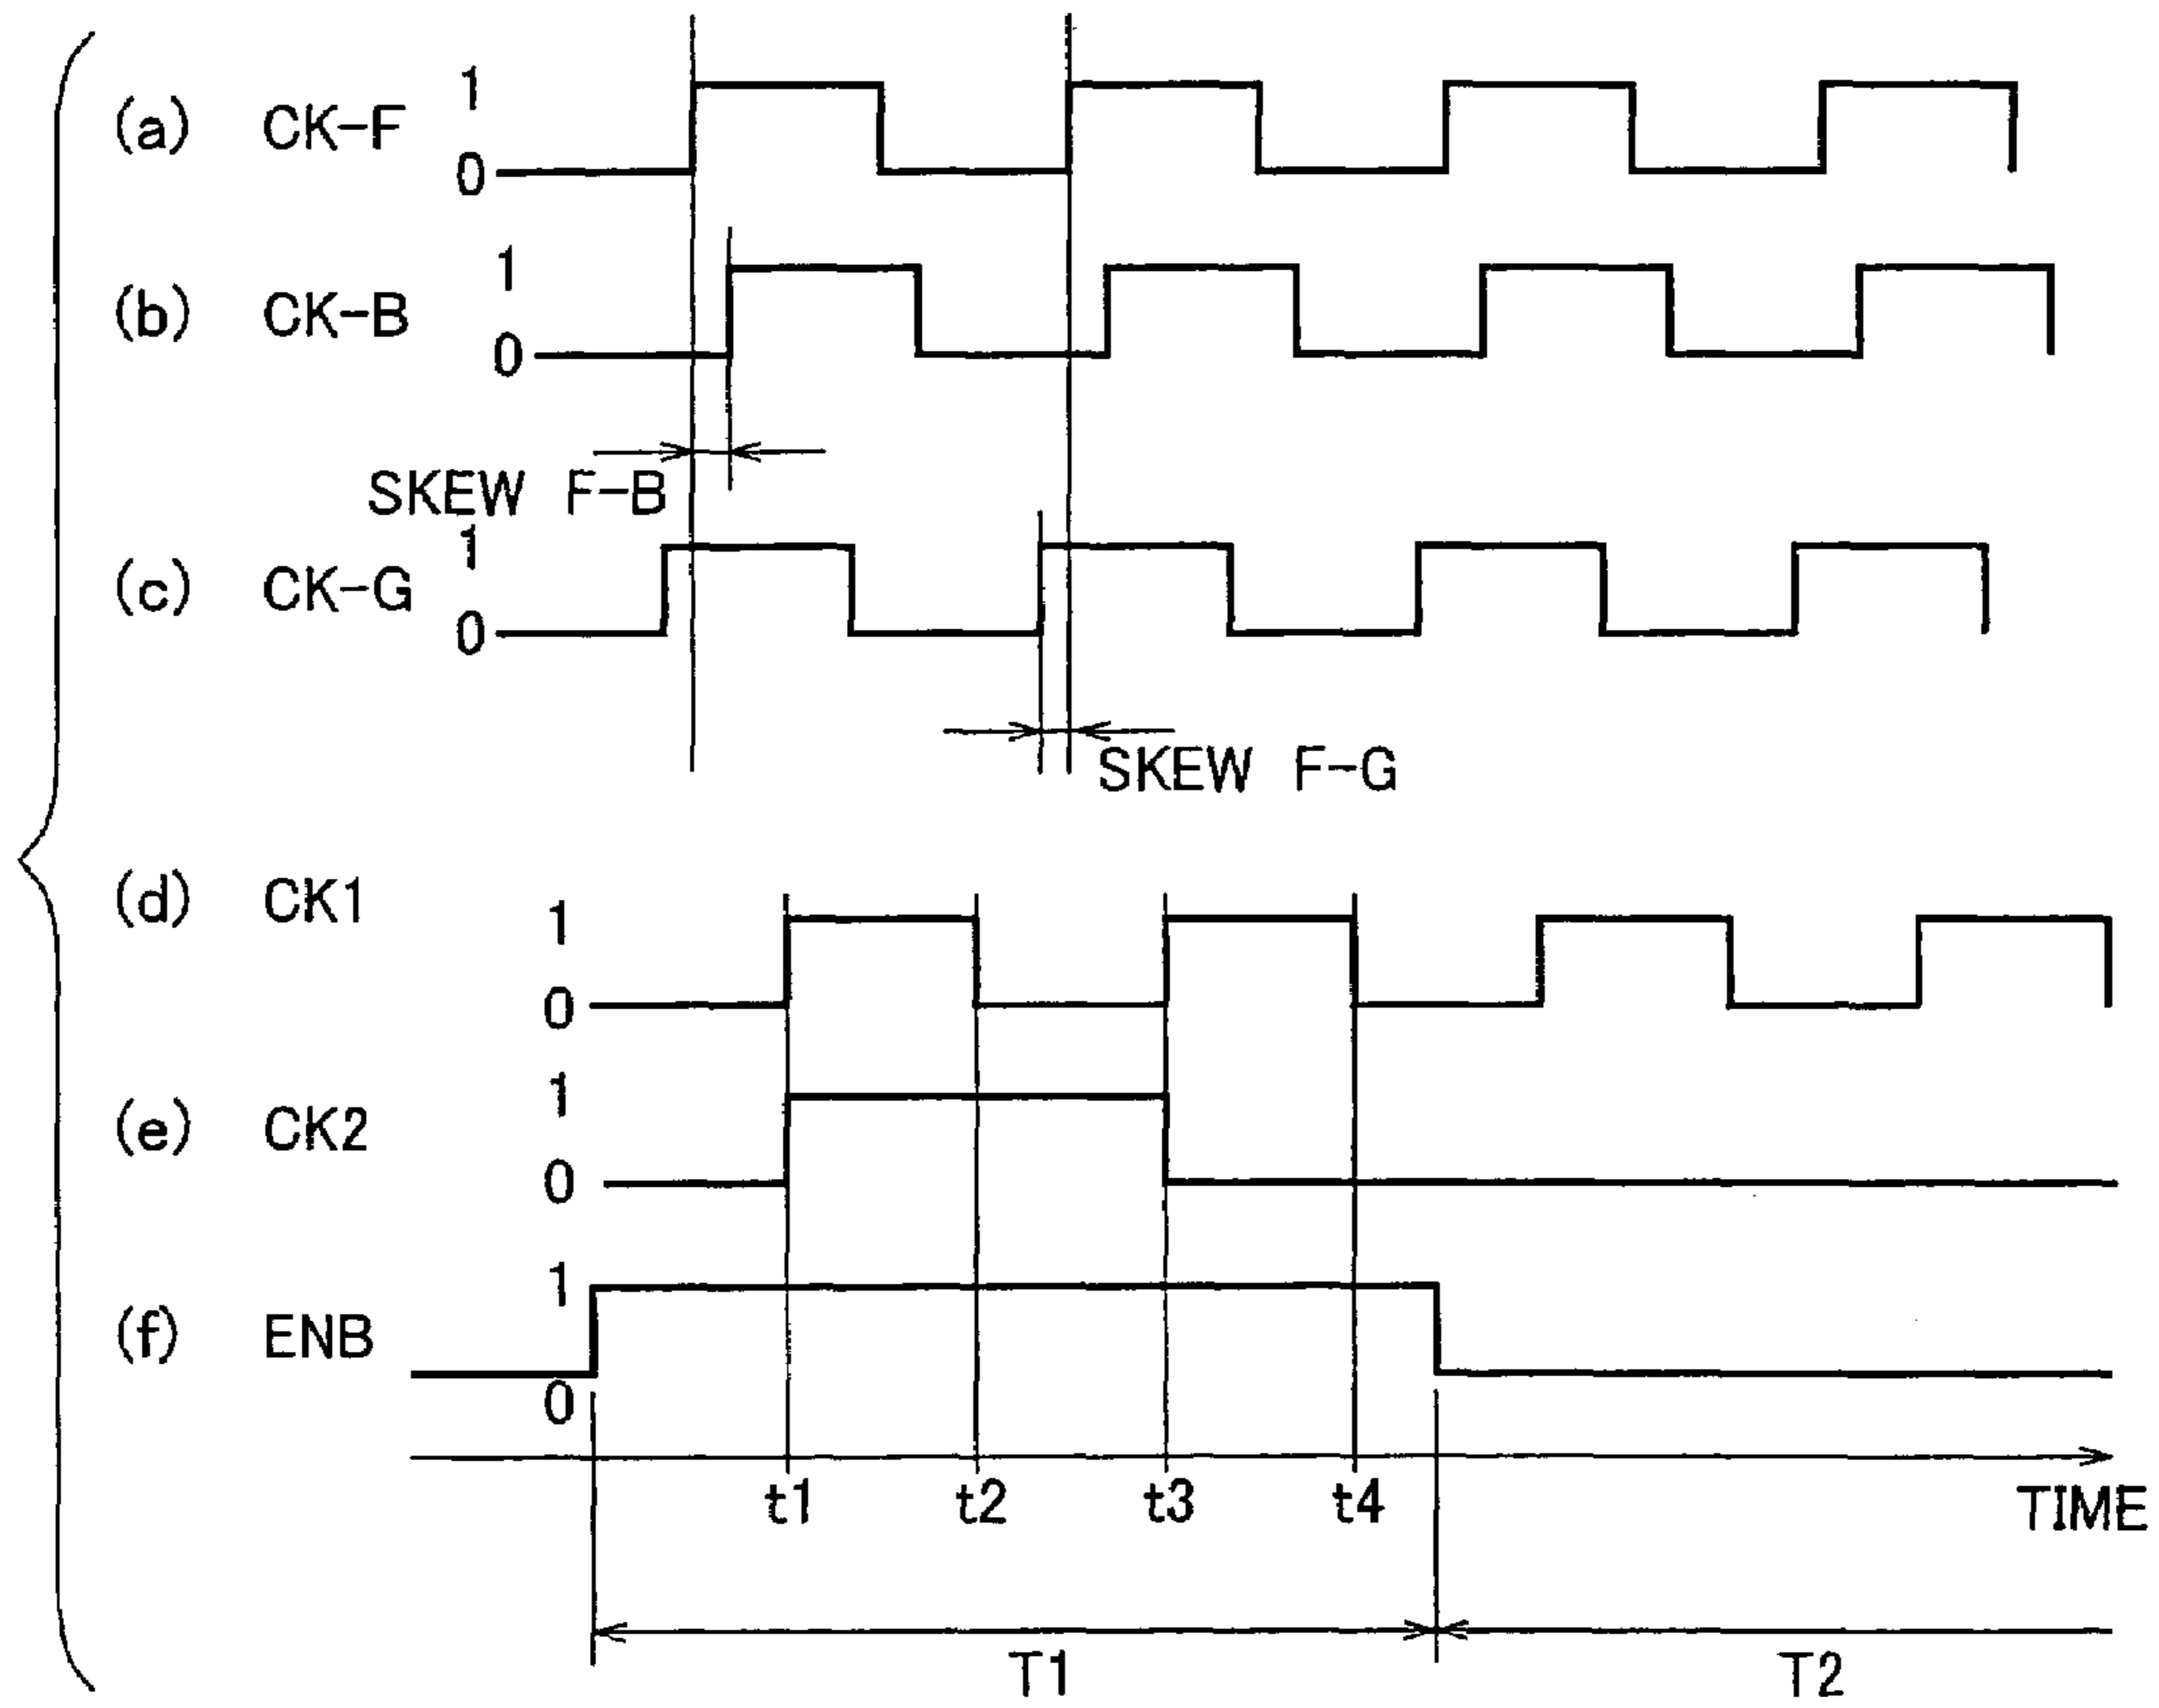 (a) CK-F 1 0
(b) CK-B 1 0
SKEW F-B
(c) CK-G 1 0
SKEW F-G
(d) CK1 1 0
(e) CK2 1 0
(f) ENB 1 0
t1 t2 t3 t4 TIME
T1 T2